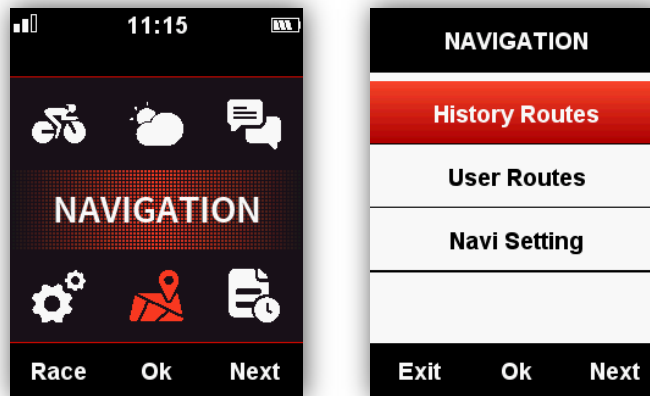 11:15
NAVIGATION
Race Ok Next
NAVIGATION
History Routes
User Routes
Navi Setting
Exit Ok Next